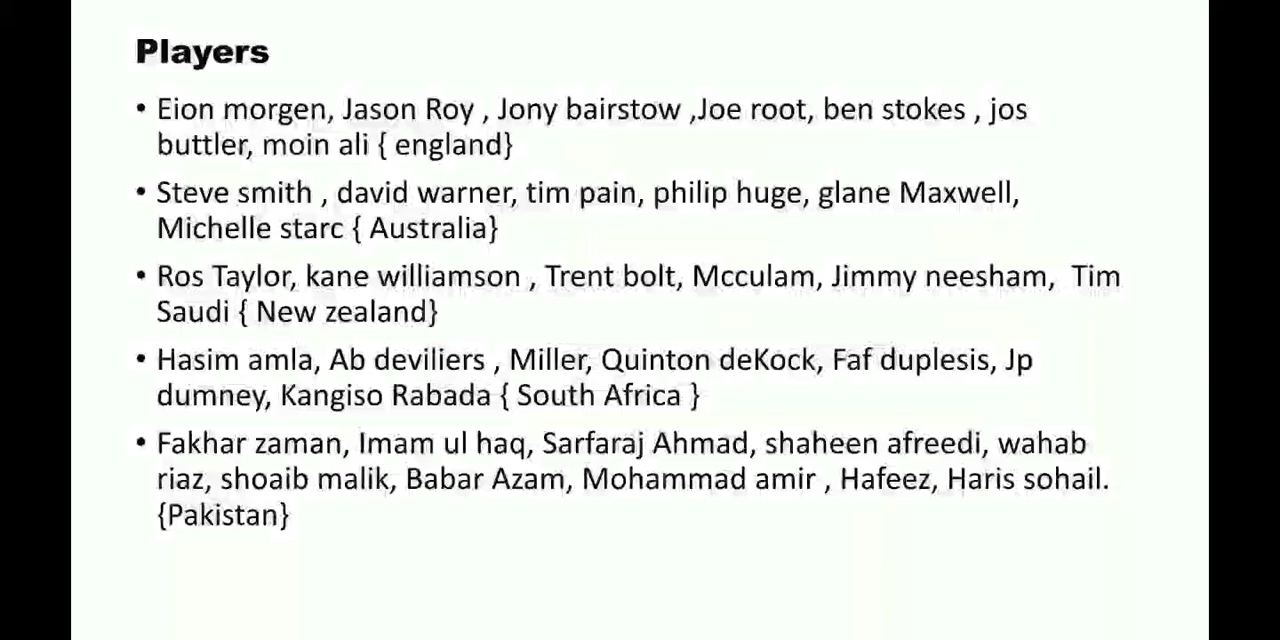 Players
• Eion morgen, Jason Roy , Jony bairstow ,Joe root, ben stokes , jos
buttler, moin ali { england}
• Steve smith , david warner, tim pain, philip huge, glane Maxwell,
Michelle starc { Australia}
• Ros Taylor, kane williamson , Trent bolt, Mcculam, Jimmy neesham,  Tim
Saudi { New zealand}
• Hasim amla, Ab deviliers , Miller, Quinton deKock, Faf duplesis, Jp
dumney, Kangiso Rabada { South Africa }
• Fakhar zaman, Imam ul haq, Sarfaraj Ahmad, shaheen afreedi, wahab
riaz, shoaib malik, Babar Azam, Mohammad amir , Hafeez, Haris sohail.
{Pakistan}